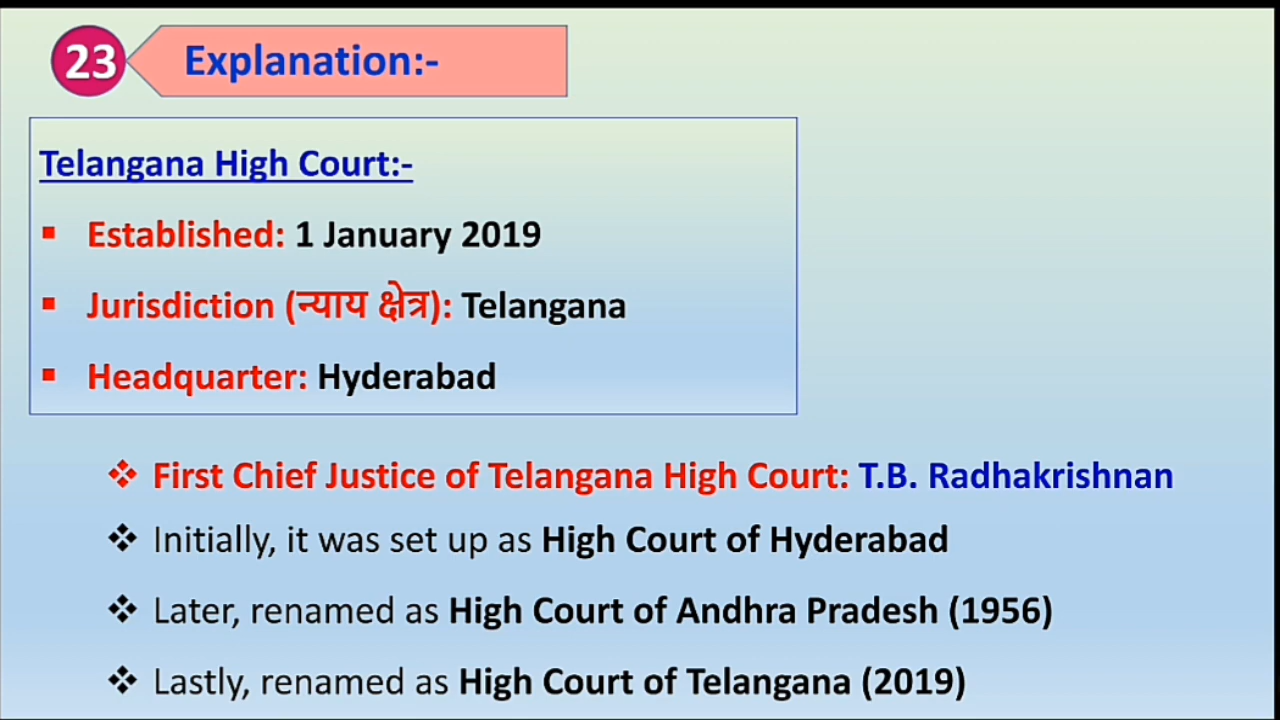 23 Explanation:-
Telangana High Court:-
▪ Established: 1 January 2019
▪ Jurisdiction (न्याय क्षेत्र): Telangana
▪ Headquarter: Hyderabad
❖ First Chief Justice of Telangana High Court: T.B. Radhakrishnan
❖ Initially, it was set up as High Court of Hyderabad
❖ Later, renamed as High Court of Andhra Pradesh (1956)
❖ Lastly, renamed as High Court of Telangana (2019)